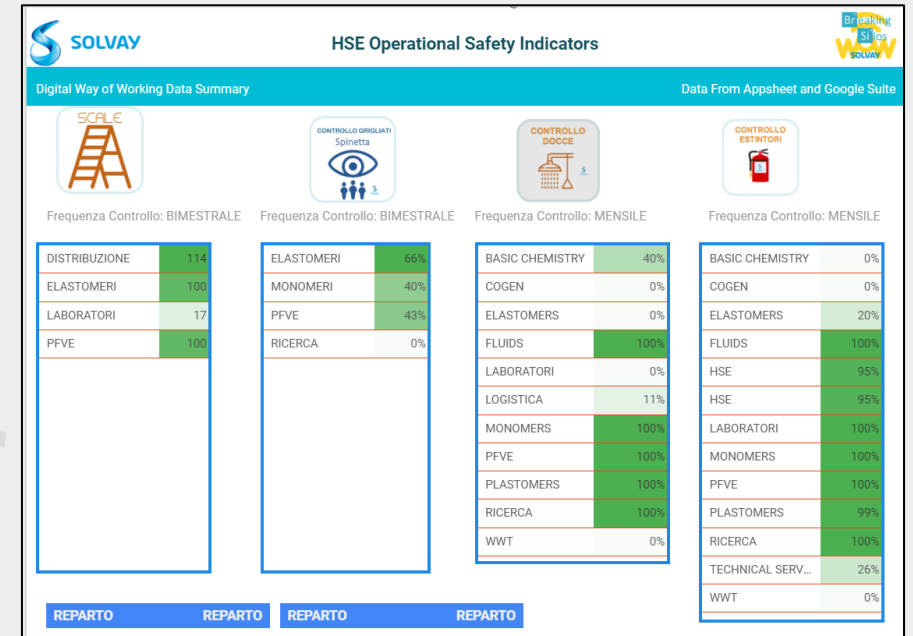 SOLVAY
HSE Operational Safety Indicators
Breaking
Silos
WOW
SOLVAY
Digital Way of Working Data Summary
Data From Appsheet and Google Suite
SCALE
Frequenza Controllo: BIMESTRALE
DISTRIBUZIONE 114
ELASTOMERI 100
LABORATORI 17
PFVE 100
CONTROLLO GRIGLIATI
Spinetta
S
Frequenza Controllo: BIMESTRALE
ELASTOMERI 66%
MONOMERI 40%
PFVE 43%
RICERCA 0%
CONTROLLO
DOCCE
S
Frequenza Controllo: MENSILE
BASIC CHEMISTRY 40%
COGEN 0%
ELASTOMERS 0%
FLUIDS 100%
LABORATORI 0%
LOGISTICA 11%
MONOMERS 100%
PFVE 100%
PLASTOMERS 100%
RICERCA 100%
WWT 0%
CONTROLLO
ESTINTORI
S
Frequenza Controllo: MENSILE
BASIC CHEMISTRY 0%
COGEN 0%
ELASTOMERS 20%
FLUIDS 100%
HSE 95%
HSE 95%
LABORATORI 100%
MONOMERS 100%
PFVE 100%
PLASTOMERS 99%
RICERCA 100%
TECHNICAL SERV... 26%
WWT 0%
REPARTO REPARTO REPARTO REPARTO